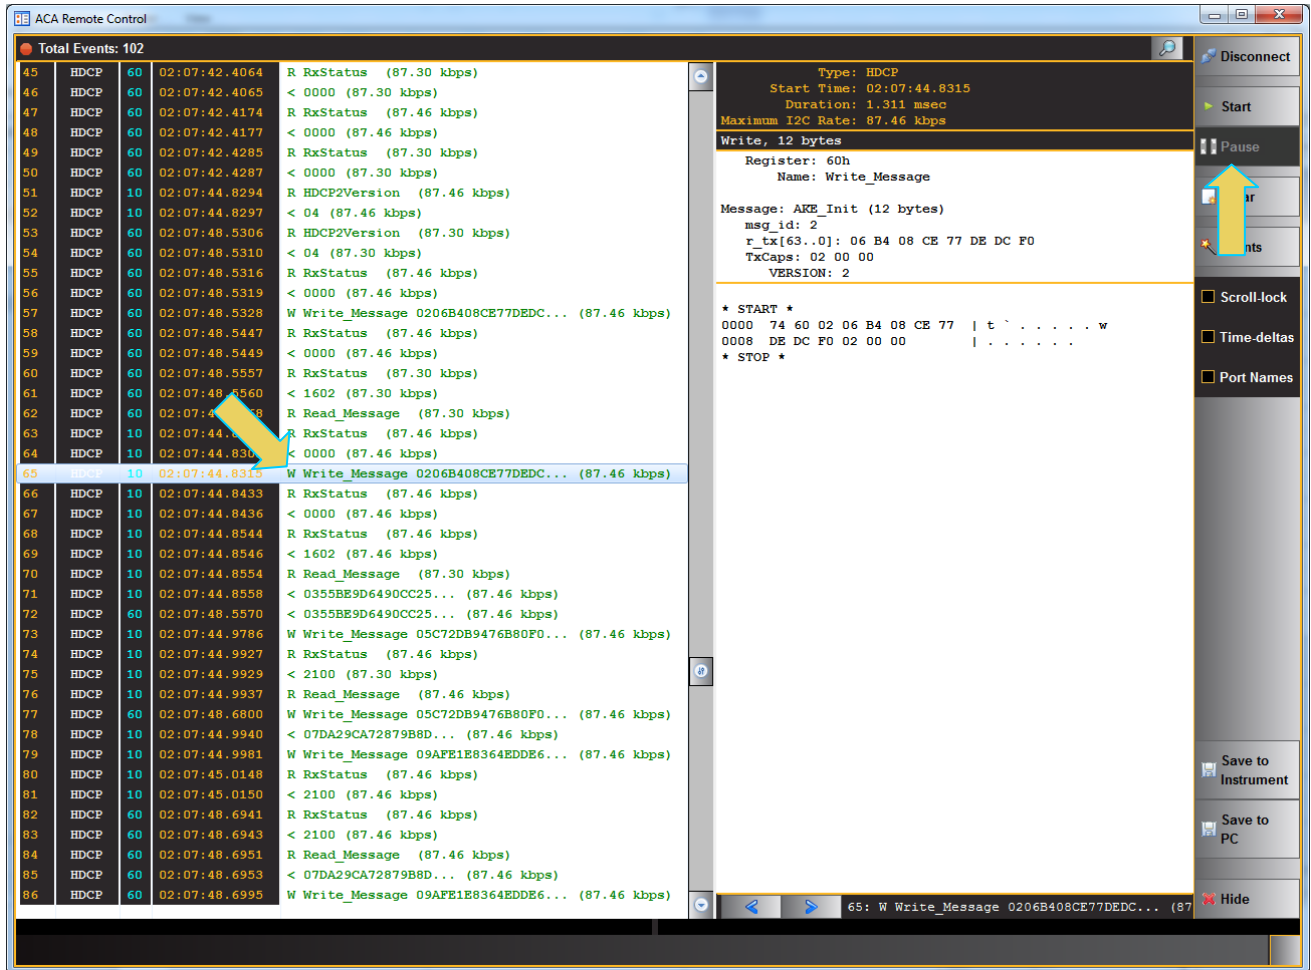 ACA Remote Control
Total Events: 102
45 HDCP 60 02:07:42.4064 R RxStatus (87.30 kbps)
46 HDCP 60 02:07:42.4065 < 0000 (87.30 kbps)
47 HDCP 60 02:07:42.4174 R RxStatus (87.46 kbps)
48 HDCP 60 02:07:42.4177 < 0000 (87.46 kbps)
49 HDCP 60 02:07:42.4285 R RxStatus (87.30 kbps)
50 HDCP 60 02:07:42.4287 < 0000 (87.30 kbps)
51 HDCP 10 02:07:44.8294 R HDCP2Version (87.46 kbps)
52 HDCP 10 02:07:44.8297 < 04 (87.46 kbps)
53 HDCP 60 02:07:48.5306 R HDCP2Version (87.30 kbps)
54 HDCP 60 02:07:48.5310 < 04 (87.30 kbps)
55 HDCP 60 02:07:48.5316 R RxStatus (87.46 kbps)
56 HDCP 60 02:07:48.5319 < 0000 (87.46 kbps)
57 HDCP 60 02:07:48.5328 W Write_Message 0206B408CE77DEDC... (87.46 kbps)
58 HDCP 60 02:07:48.5447 R RxStatus (87.46 kbps)
59 HDCP 60 02:07:48.5449 < 0000 (87.46 kbps)
60 HDCP 60 02:07:48.5557 R RxStatus (87.30 kbps)
61 HDCP 60 02:07:48.5560 < 1602 (87.30 kbps)
62 HDCP 60 R Read_Message (87.30 kbps)
63 HDCP 10 R RxStatus (87.46 kbps)
64 HDCP 10 < 0000 (87.46 kbps)
65 HDCP 10 02:07:44.8315 W Write_Message 0206B408CE77DEDC... (87.46 kbps)
66 HDCP 10 02:07:44.8433 R RxStatus (87.46 kbps)
67 HDCP 10 02:07:44.8436 < 0000 (87.46 kbps)
68 HDCP 10 02:07:44.8544 R RxStatus (87.46 kbps)
69 HDCP 10 02:07:44.8546 < 1602 (87.46 kbps)
70 HDCP 10 02:07:44.8554 R Read_Message (87.30 kbps)
71 HDCP 10 02:07:44.8558 < 0355BE9D6490CC25... (87.46 kbps)
72 HDCP 60 02:07:48.5570 < 0355BE9D6490CC25... (87.46 kbps)
73 HDCP 10 02:07:44.9786 W Write_Message 05C72DB9476B80F0... (87.46 kbps)
74 HDCP 10 02:07:44.9927 R RxStatus (87.46 kbps)
75 HDCP 10 02:07:44.9929 < 2100 (87.30 kbps)
76 HDCP 10 02:07:44.9937 R Read_Message (87.46 kbps)
77 HDCP 60 02:07:48.6800 W Write_Message 05C72DB9476B80F0... (87.46 kbps)
78 HDCP 10 02:07:44.9940 < 07DA29CA72879B8D... (87.46 kbps)
79 HDCP 10 02:07:44.9981 W Write_Message 09AFE1E8364EDDE6... (87.46 kbps)
80 HDCP 10 02:07:45.0148 R RxStatus (87.46 kbps)
81 HDCP 10 02:07:45.0150 < 2100 (87.46 kbps)
82 HDCP 60 02:07:48.6941 R RxStatus (87.46 kbps)
83 HDCP 60 02:07:48.6943 < 2100 (87.46 kbps)
84 HDCP 60 02:07:48.6951 R Read_Message (87.46 kbps)
85 HDCP 60 02:07:48.6953 < 07DA29CA72879B8D... (87.46 kbps)
86 HDCP 60 02:07:48.6995 W Write_Message 09AFE1E8364EDDE6... (87.46 kbps)
Type: HDCP
Start Time: 02:07:44.8315
Duration: 1.311 msec
Maximum I2C Rate: 87.46 kbps
Write, 12 bytes
Register: 60h
Name: Write_Message
Message: AKE_Init (12 bytes)
msg_id: 2
r_tx[63..0]: 06 B4 08 CE 77 DE DC F0
TxCaps: 02 00 00
VERSION: 2
* START *
0000 74 60 02 06 B4 08 CE 77 | t ` . . . . . w
0008 DE DC F0 02 00 00 | . . . . . .
* STOP *
65: W Write_Message 0206B408CE77DEDC... (87
Disconnect
Start
Pause
Scroll-lock
Time-deltas
Port Names
Save to
Instrument
Save to
PC
Hide